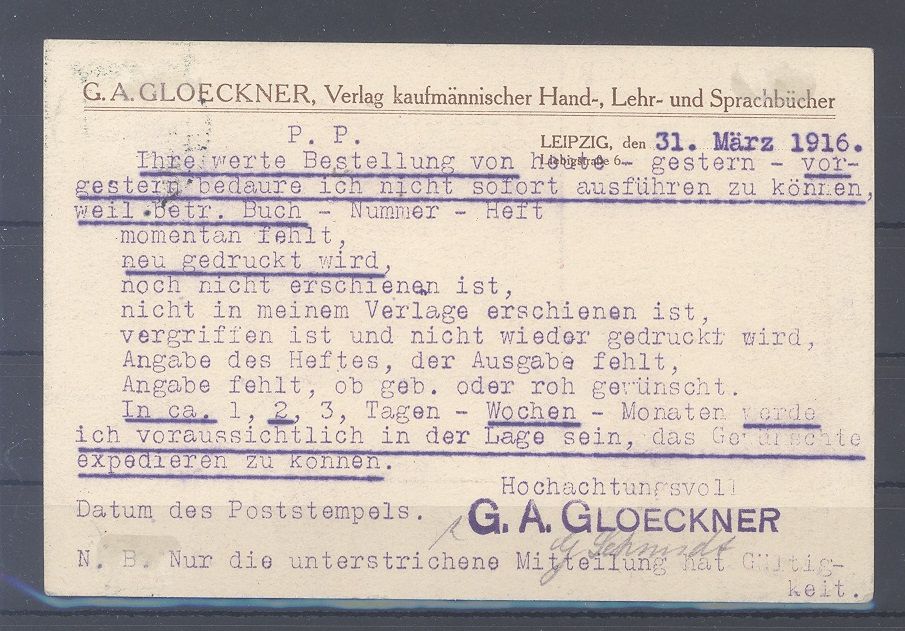 G. A. GLOECKNER, Verlag kaufmännischer Hand-, Lehr- und Sprachbücher
P. P.
LEIPZIG, den 31. März 1916.
Liebigstraße 6.
Ihre werte Bestellung von heute - gestern - vor-
gestern bedaure ich nicht sofort ausführen zu können,
weil betr. Buch - Nummer - Heft
momentan fehlt,
neu gedruckt wird,
noch nicht erschienen ist,
nicht in meinem Verlage erschienen ist,
vergriffen ist und nicht wieder gedruckt wird,
Angabe des Heftes, der Ausgabe fehlt,
Angabe fehlt, ob geb. oder roh gewünscht.
In ca. 1, 2, 3, Tagen - Wochen - Monaten werde
ich voraussichtlich in der Lage sein, das Gewünschte
expedieren zu können.
Hochachtungsvoll
Datum des Poststempels.
G. A. GLOECKNER
G Schmidt
N. B. Nur die unterstrichene Mitteilung hat Gültig-
keit.